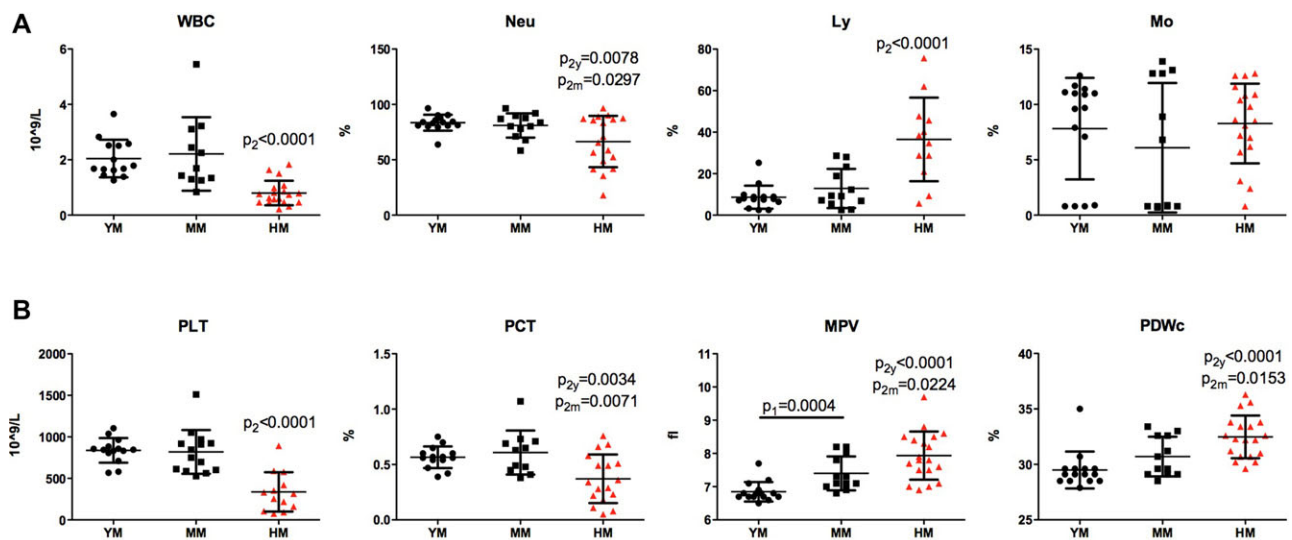 A
WBC
10^9/L
6
4
2
0
p2<0.0001
YM MM HM
Neu
%
150
100
50
0
p2y=0.0078
p2m=0.0297
YM MM HM
Ly
%
80
60
40
20
0
p2<0.0001
YM MM HM
Mo
%
15
10
5
0
YM MM HM
B
PLT
10^9/L
2000
1500
1000
500
0
p2<0.0001
YM MM HM
PCT
%
1.5
1.0
0.5
0.0
p2y=0.0034
p2m=0.0071
YM MM HM
MPV
fl
11
10
9
8
7
6
p1=0.0004
p2y<0.0001
p2m=0.0224
YM MM HM
PDWc
%
40
35
30
25
p2y<0.0001
p2m=0.0153
YM MM HM